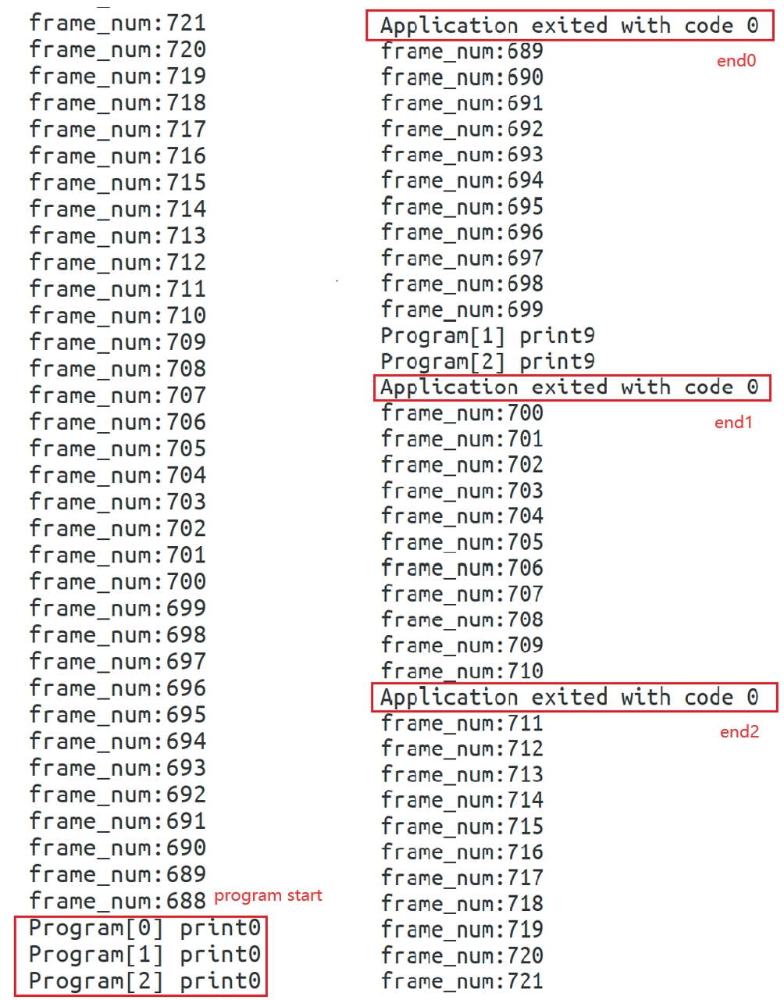 frame_num:721
frame_num:720
frame_num:719
frame_num:718
frame_num:717
frame_num:716
frame_num:715
frame_num:714
frame_num:713
frame_num:712
frame_num:711
frame_num:710
frame_num:709
frame_num:708
frame_num:707
frame_num:706
frame_num:705
frame_num:704
frame_num:703
frame_num:702
frame_num:701
frame_num:700
frame_num:699
frame_num:698
frame_num:697
frame_num:696
frame_num:695
frame_num:694
frame_num:693
frame_num:692
frame_num:691
frame_num:690
frame_num:689
frame_num:688 program start
Program[0] print0
Program[1] print0
Program[2] print0
Application exited with code 0
frame_num:689 end0
frame_num:690
frame_num:691
frame_num:692
frame_num:693
frame_num:694
frame_num:695
frame_num:696
frame_num:697
frame_num:698
frame_num:699
Program[1] print9
Program[2] print9
Application exited with code 0
frame_num:700 end1
frame_num:701
frame_num:702
frame_num:703
frame_num:704
frame_num:705
frame_num:706
frame_num:707
frame_num:708
frame_num:709
frame_num:710
Application exited with code 0
frame_num:711 end2
frame_num:712
frame_num:713
frame_num:714
frame_num:715
frame_num:716
frame_num:717
frame_num:718
frame_num:719
frame_num:720
frame_num:721